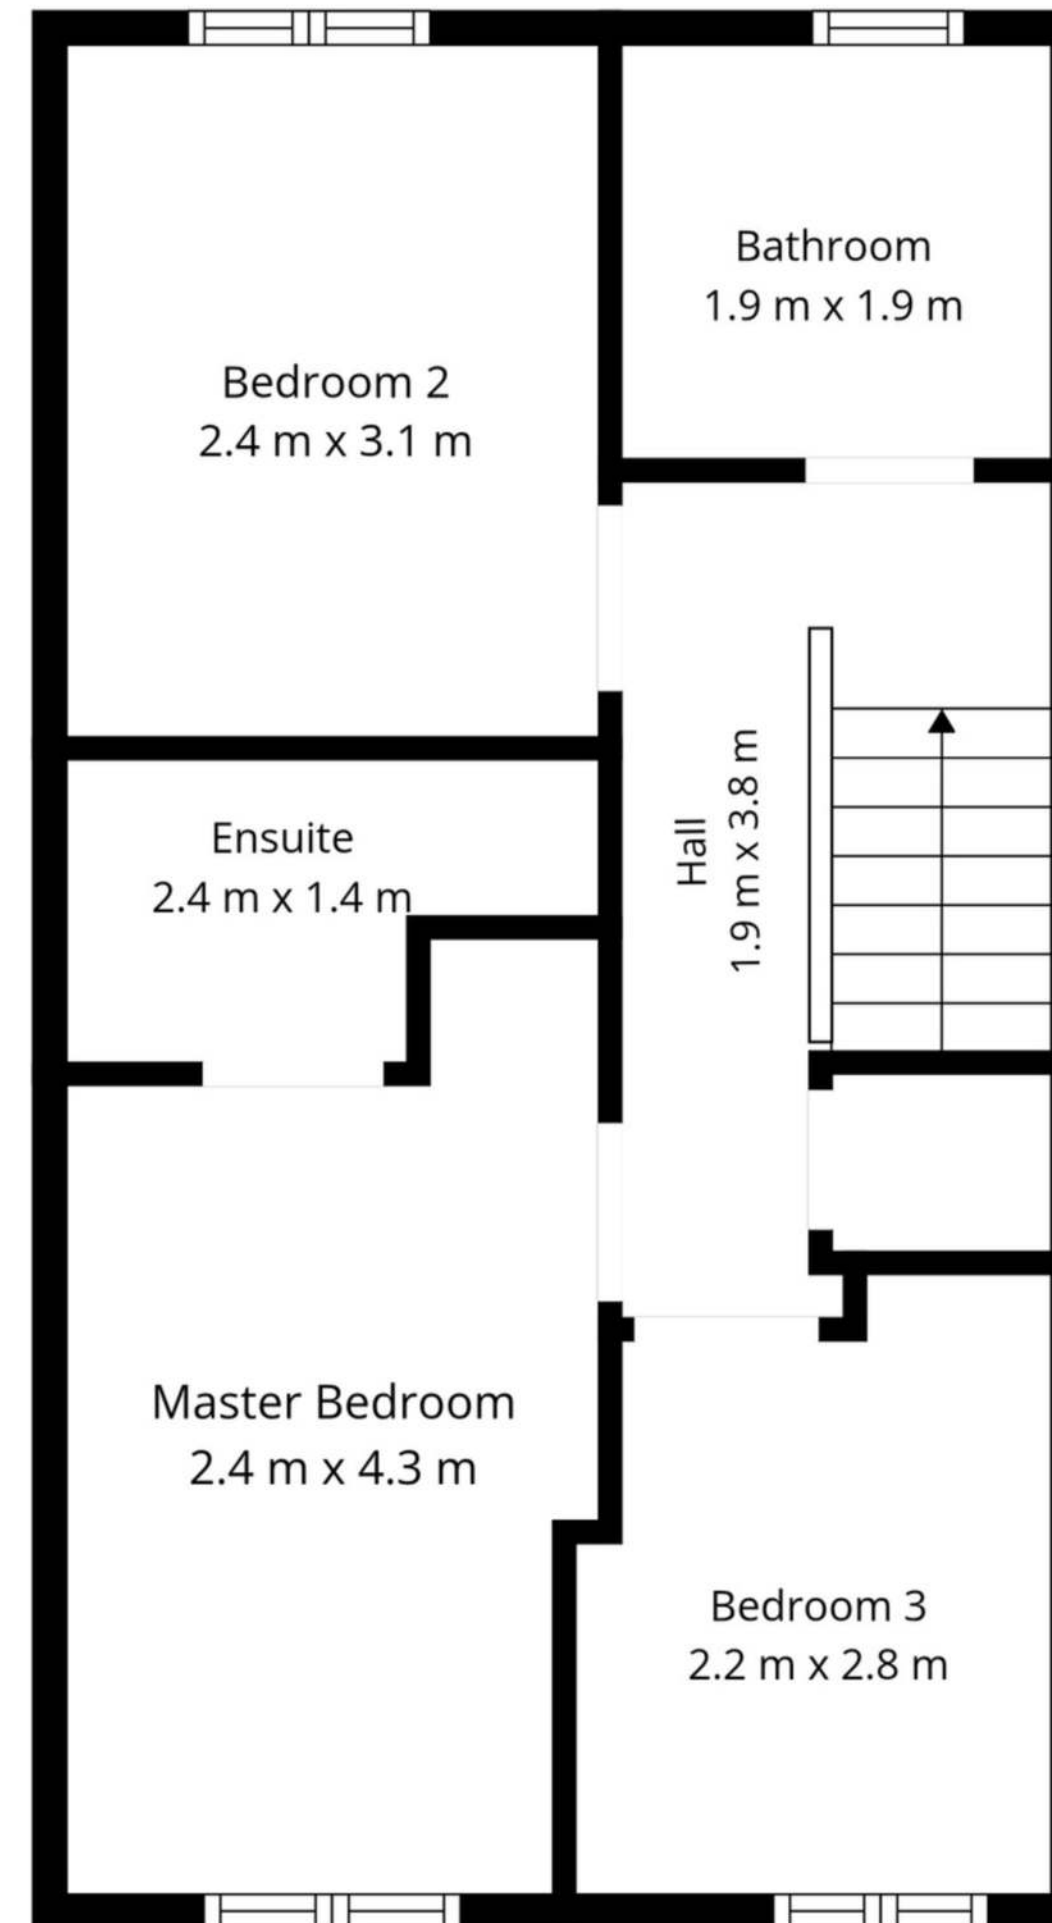 Bathroom
1.9 m x 1.9 m
Bedroom 2
2.4 m x 3.1 m
Ensuite
2.4 m x 1.4 m
Hall
1.9 m x 3.8 m
Master Bedroom
2.4 m x 4.3 m
Bedroom 3
2.2 m x 2.8 m